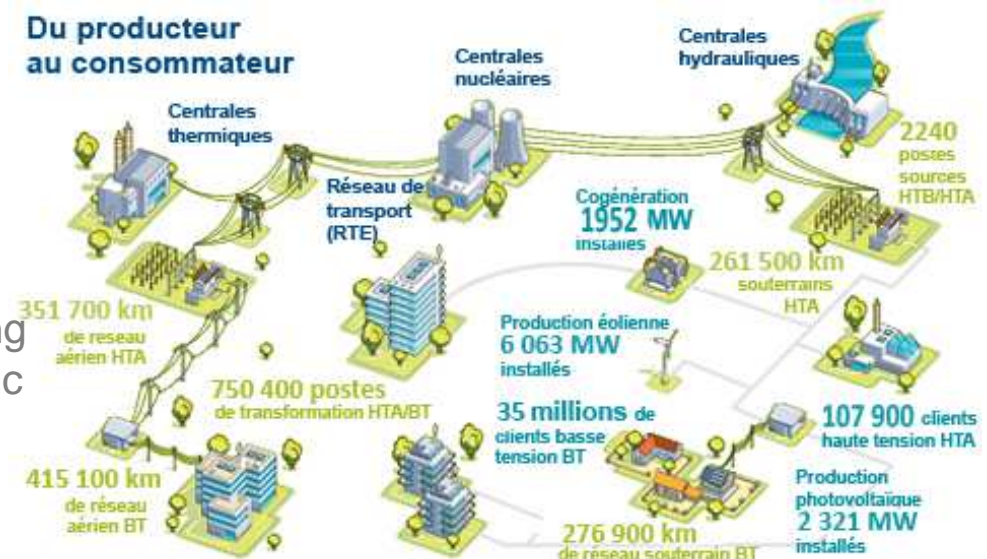 Du producteur
au consommateur
Centrales
thermiques
Centrales
nucléaires
Centrales
hydrauliques
2240
postes
sources
HTB/HTA
Réseau de
transport
(RTE)
Cogénération
1952 MW
installés
261 500 km
souterrains
HTA
351 700 km
de reseau
aérien HTA
ng
c
Production éolienne
6 063 MW
installés
750 400 postes
de transformation HTA/BT
35 millions de
clients basse
tension BT
107 900 clients
haute tension HTA
415 100 km
de réseau
aérien BT
Production
photovoltaïque
2 321 MW
installés
276 900 km
de réseau souterrain BT